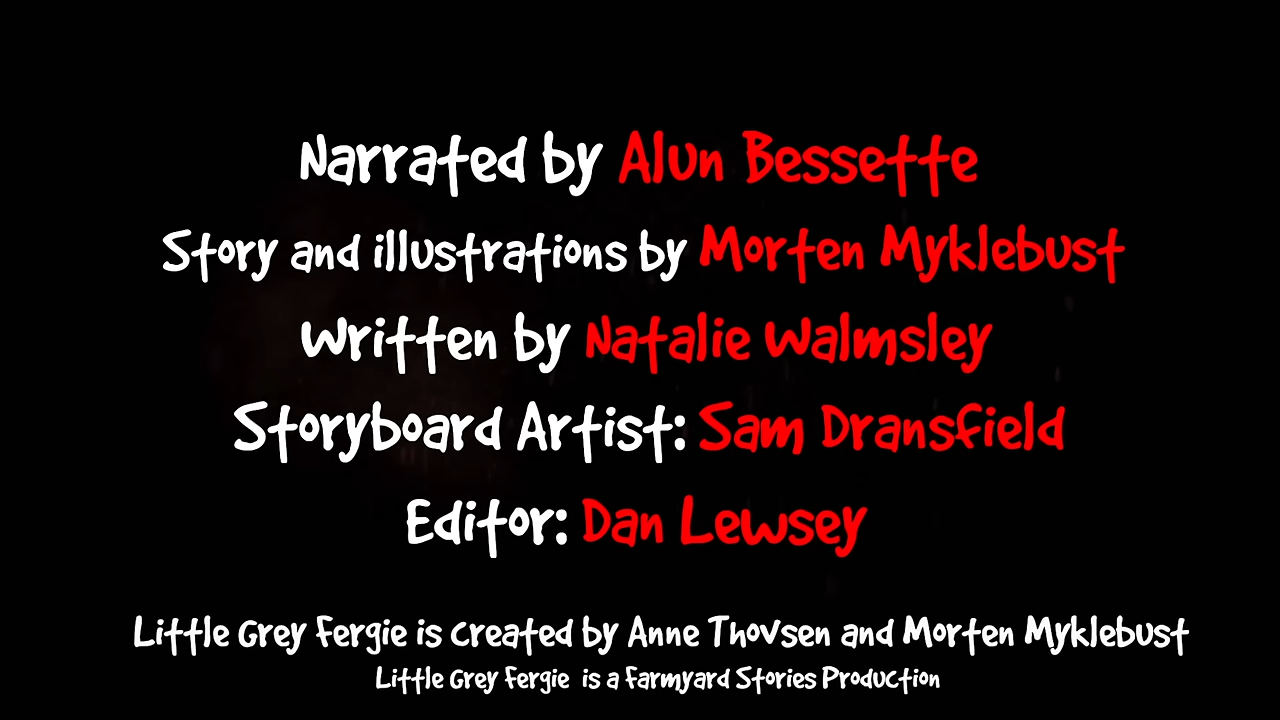 Narrated by Alun Bessette
Story and illustrations by Morten Myklebust
Written by Natalie Walmsley
Storyboard Artist: Sam Dransfield
Editor: Dan Lewsey
Little Grey Fergie is created by Anne Thovsen and Morten Myklebust
Little Grey Fergie is a Farmyard Stories Production